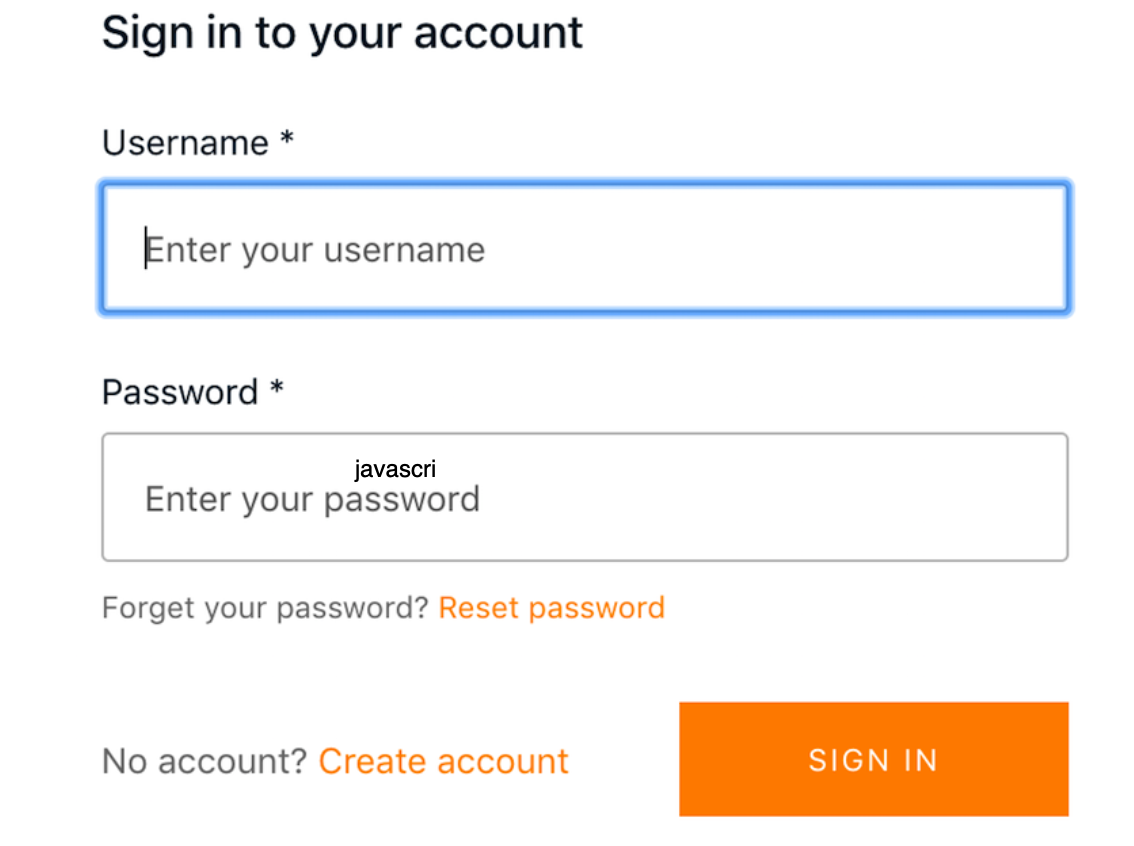 Sign in to your account
Username *
Enter your username
Password *
javascri
Enter your password
Forget your password? Reset password
No account? Create account
SIGN IN